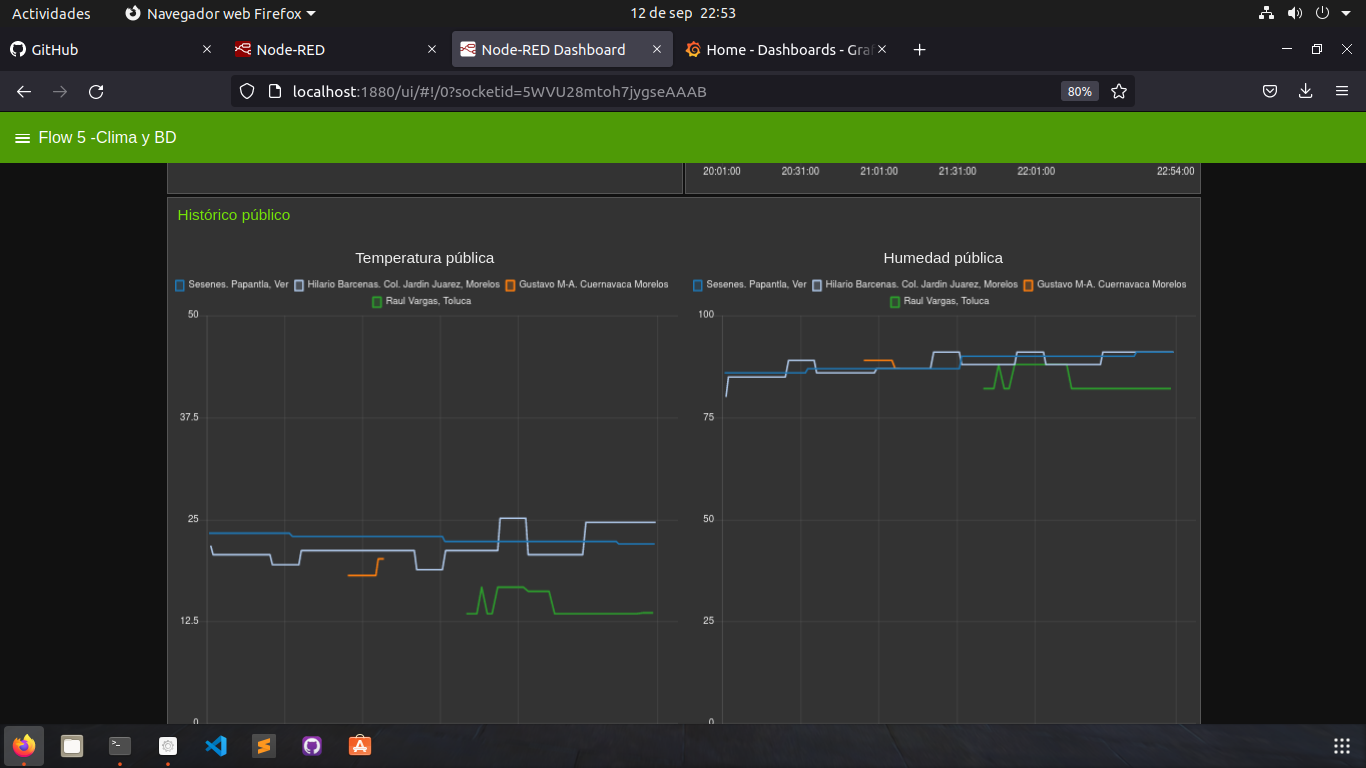 Actividades Navegador web Firefox 12 de sep 22:53
GitHub Node-RED Node-RED Dashboard Home - Dashboards - Graf
localhost:1880/ui/#!/0?socketid=5WVU28mtoh7jygseAAAB 80%
Flow 5 -Clima y BD
20:01:00 20:31:00 21:01:00 21:31:00 22:01:00 22:54:00
Histórico público
Temperatura pública
Sesenes. Papantla, Ver Hilario Barcenas. Col. Jardin Juarez, Morelos Gustavo M-A. Cuernavaca Morelos
Raul Vargas, Toluca
50
37.5
25
12.5
0
Humedad pública
Sesenes. Papantla, Ver Hilario Barcenas. Col. Jardin Juarez, Morelos Gustavo M-A. Cuernavaca Morelos
Raul Vargas, Toluca
100
75
50
25
0